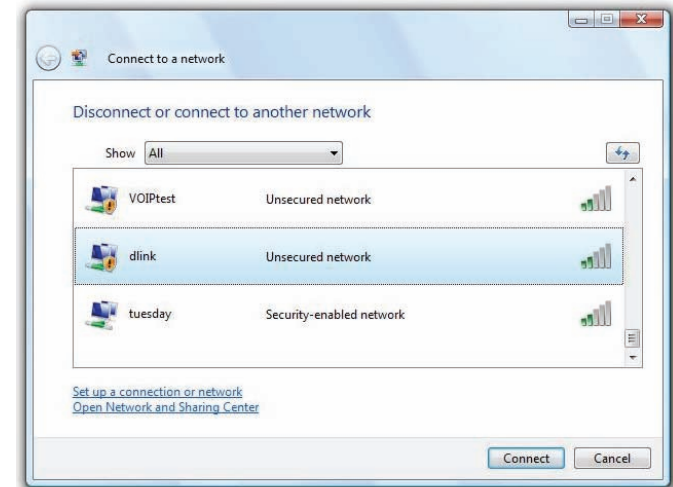 Connect to a network
Disconnect or connect to another network
Show All
VOIPtest Unsecured network
dlink Unsecured network
tuesday Security-enabled network
Set up a connection or network
Open Network and Sharing Center
Connect Cancel